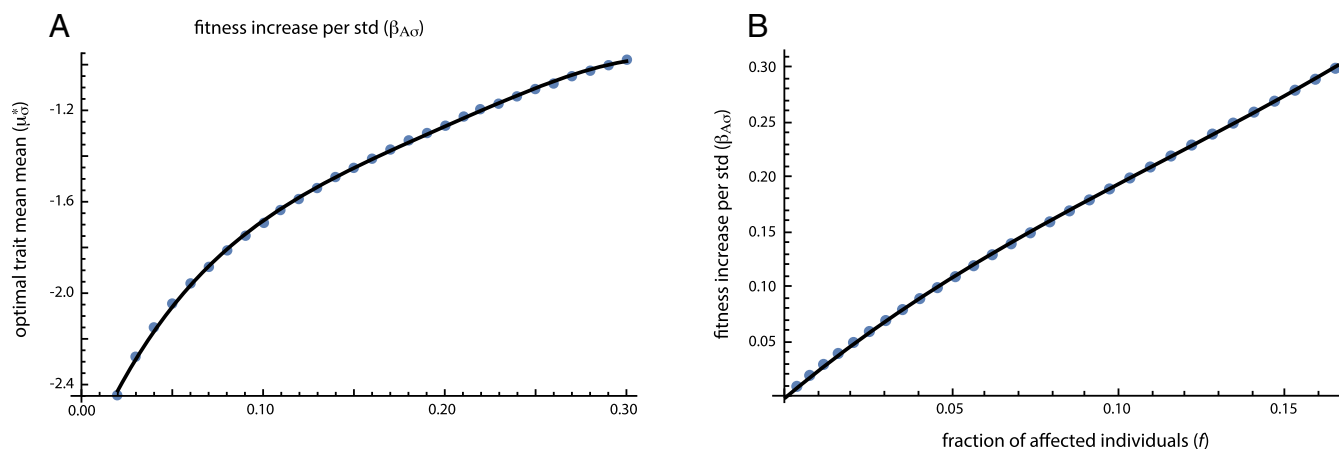 A
fitness increase per std (βAσ)
optimal trait mean mean (μ*σ)
-1.2
-1.6
-2.0
-2.4
0.00
0.10
0.20
0.30
B
fitness increase per std (βAσ)
0.30
0.25
0.20
0.15
0.10
0.05
0.05
0.10
0.15
fraction of affected individuals (f)